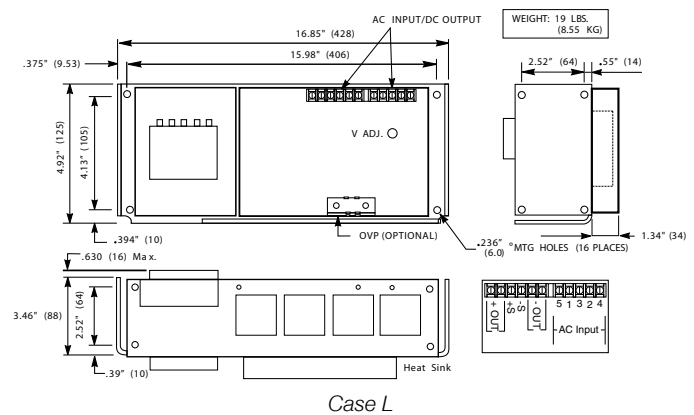 AC INPUT/DC OUTPUT
WEIGHT: 19 LBS.
(8.55 KG)
16.85" (428)
15.98" (406)
.375" (9.53)
2.52" (64)
.55" (14)
4.92" (125)
4.13" (105)
V ADJ.
.394" (10)
OVP (OPTIONAL)
.236"
(6.0)
°MTG HOLES (16 PLACES)
1.34" (34)
.630 (16) Max.
3.46" (88)
2.52" (64)
.39" (10)
Heat Sink
+ OUT
+S
-S
- OUT
5 1 3 2 4
AC Input
Case L